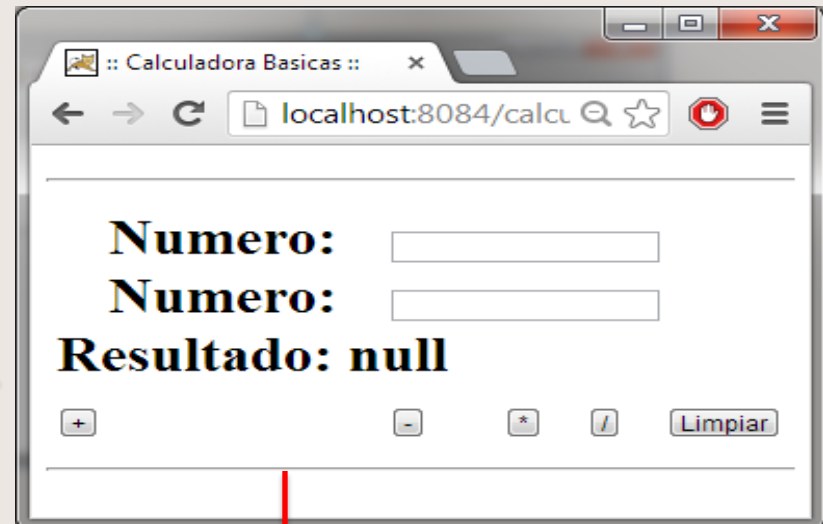 :: Calculadora Basicas ::
localhost:8084/calcu
Numero:
Numero:
Resultado: null
+ - * / Limpiar